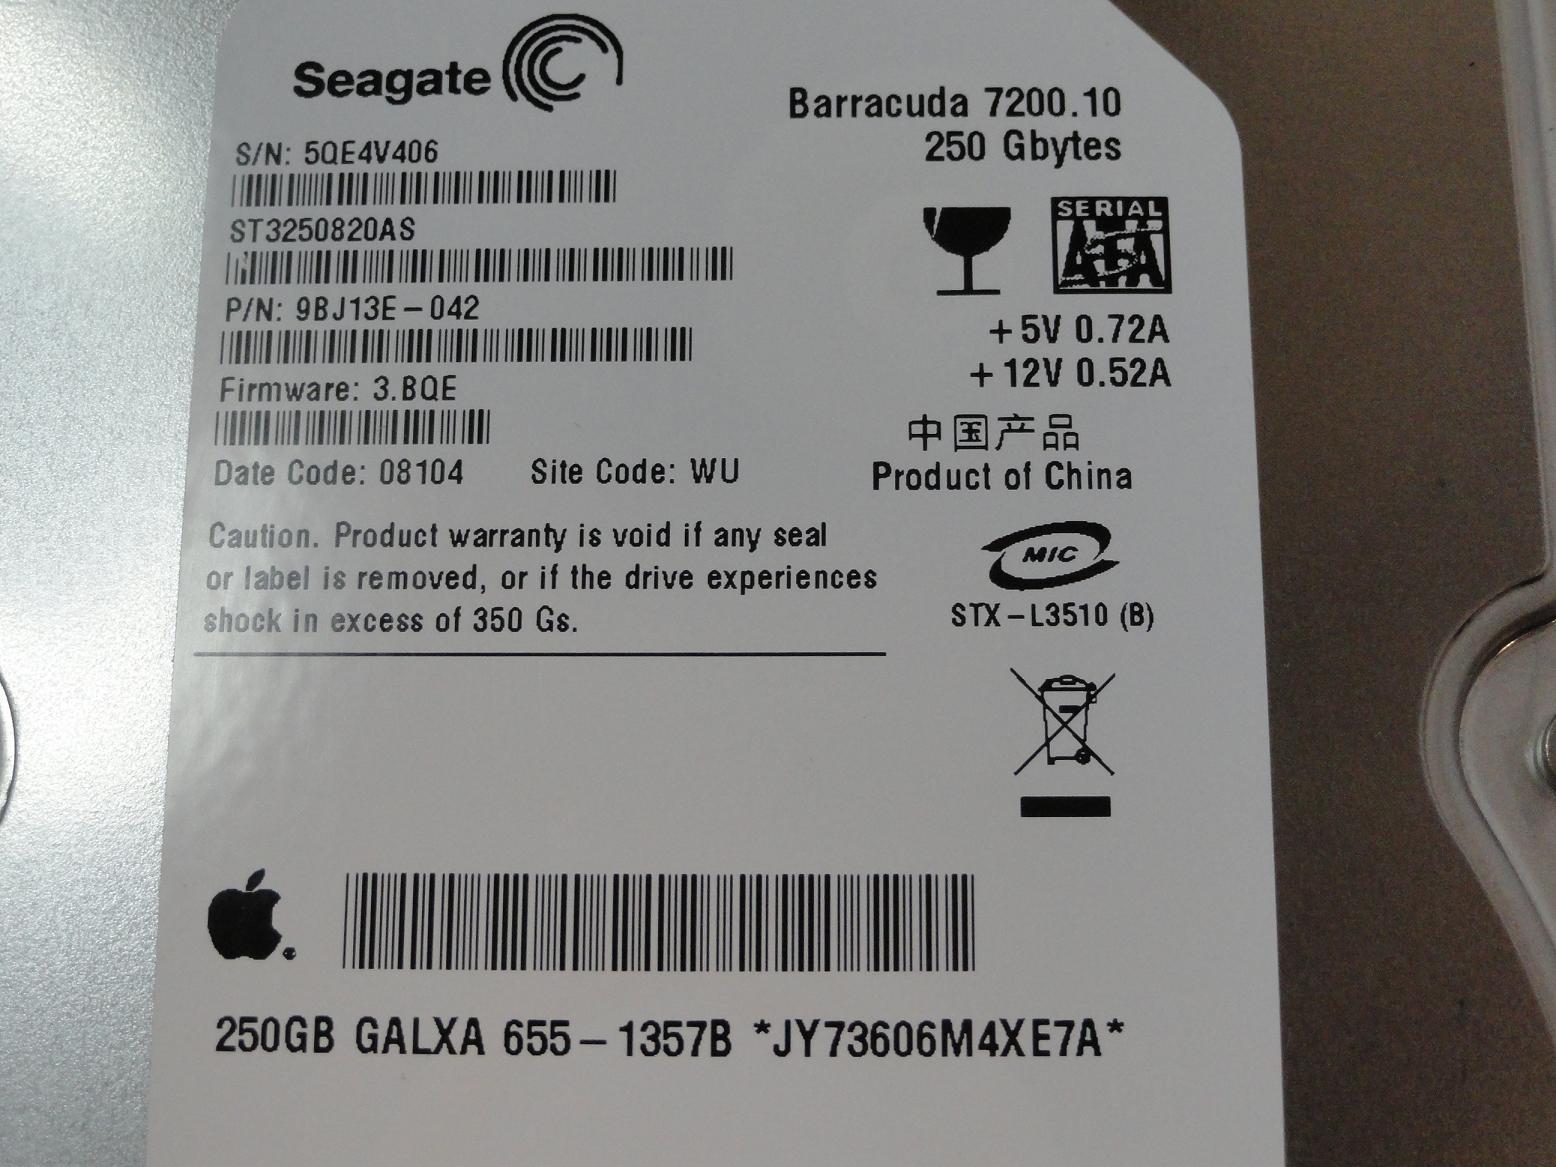 Seagate
Barracuda 7200.10
250 Gbytes
S/N: 5QE4V406
ST3250820AS
P/N: 9BJ13E-042
Firmware: 3.BQE
Date Code: 08104 Site Code: WU
SERIAL
ATA
+5V 0.72A
+12V 0.52A
中国产品
Product of China
Caution. Product warranty is void if any seal
or label is removed, or if the drive experiences
shock in excess of 350 Gs.
MIC
STX-L3510 (B)
250GB GALXA 655-1357B *JY73606M4XE7A*